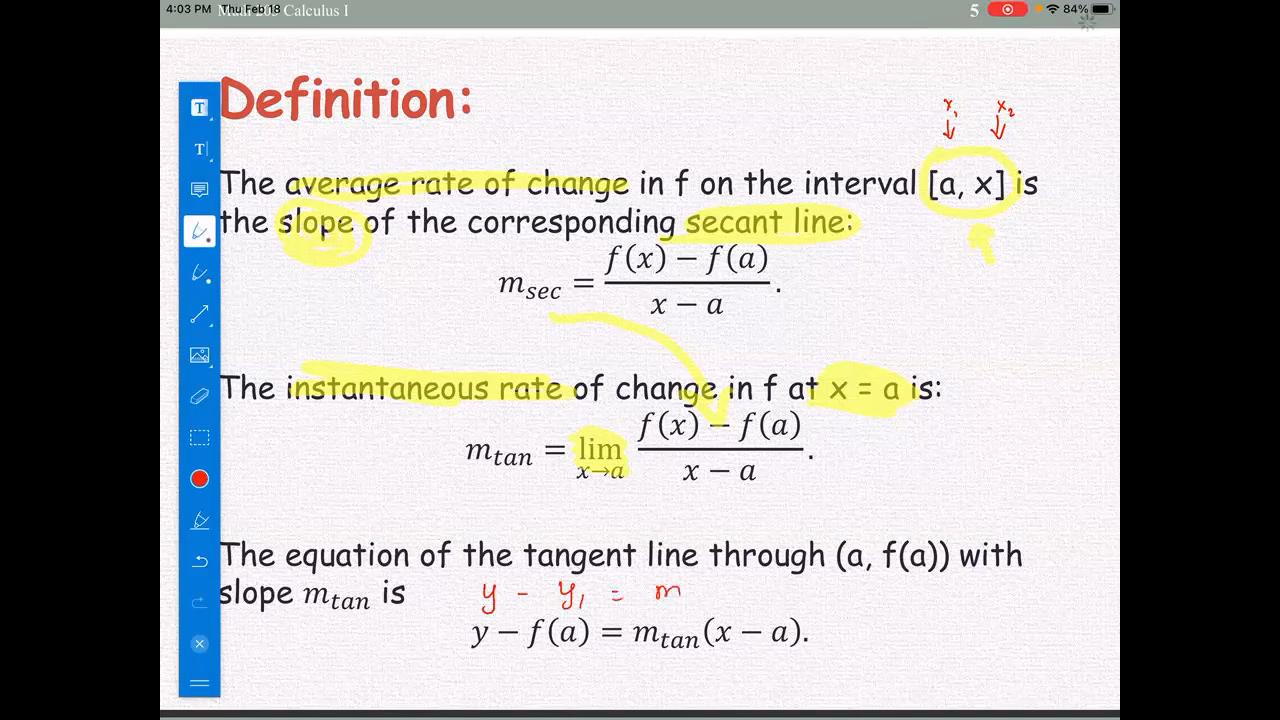 4:03 PM Thu Feb 18
Calculus I
5
84%
Definition:
x₁ x₂
The average rate of change in f on the interval [a, x] is
the slope of the corresponding secant line:
m_sec = (f(x) − f(a)) / (x − a).
The instantaneous rate of change in f at x = a is:
m_tan = lim_{x→a} (f(x) − f(a)) / (x − a).
The equation of the tangent line through (a, f(a)) with
slope m_tan is
y - y₁ = m
y − f(a) = m_tan(x − a).